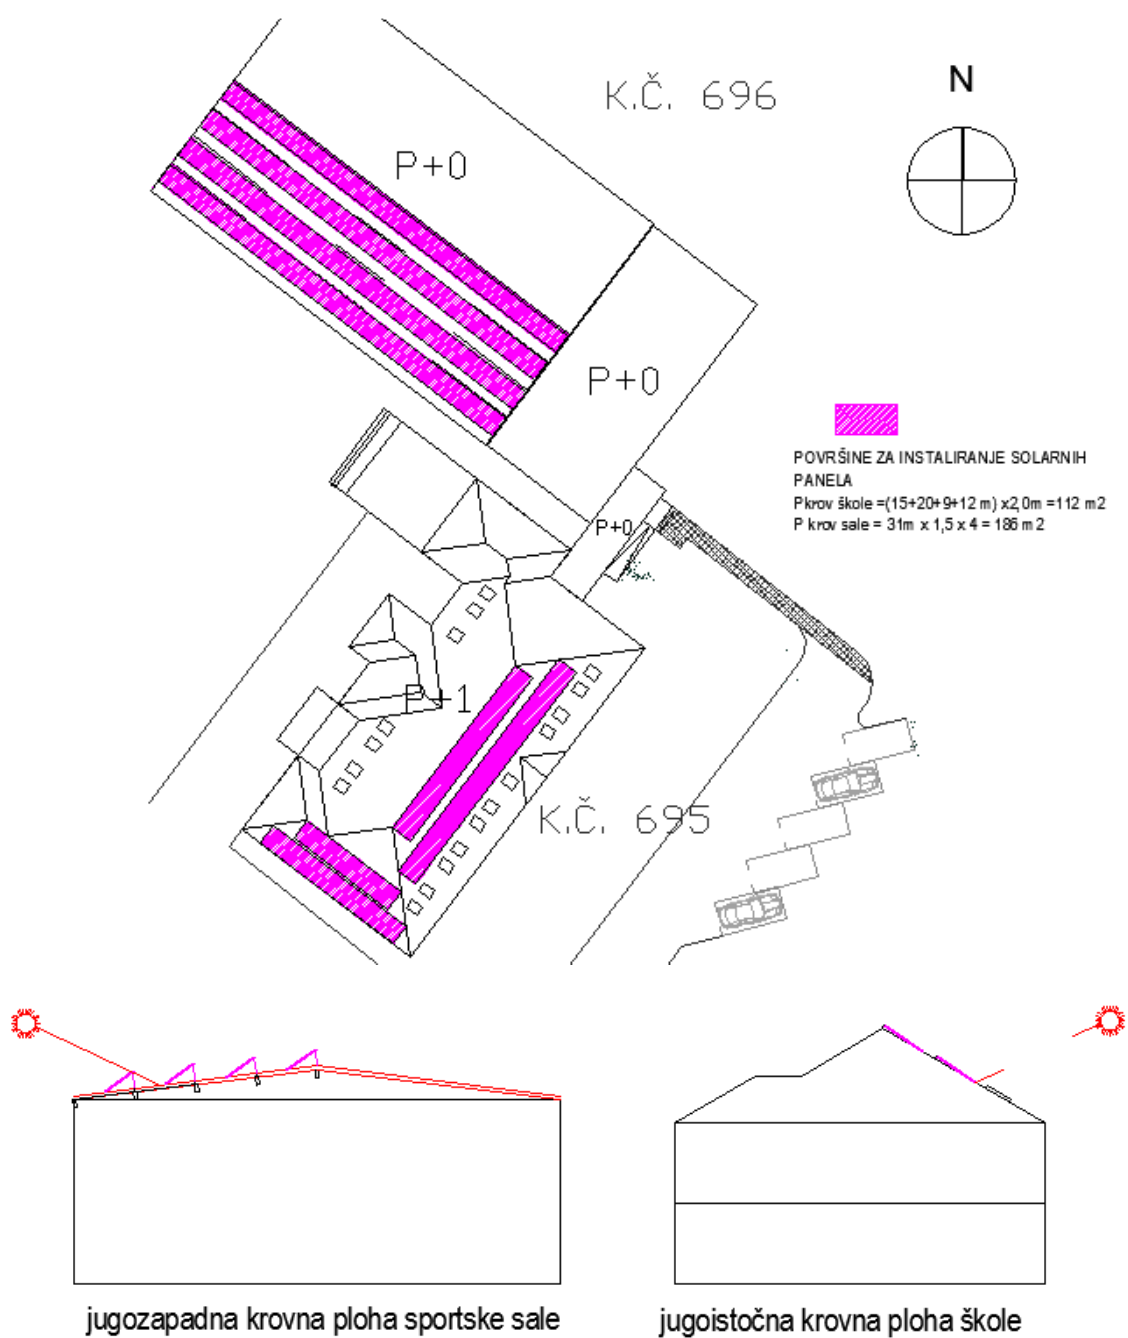 K.Č. 696
N
P+0
P+0
POVRŠINE ZA INSTALIRANJE SOLARNIH
PANELA
Pkrov škole =(15+20+9+12 m) x2,0m =112 m2
P krov sale = 31m x 1,5 x 4 = 186 m2
P+0
P+1
K.Č. 695
jugozapadna krovna ploha sportske sale
jugoistočna krovna ploha škole